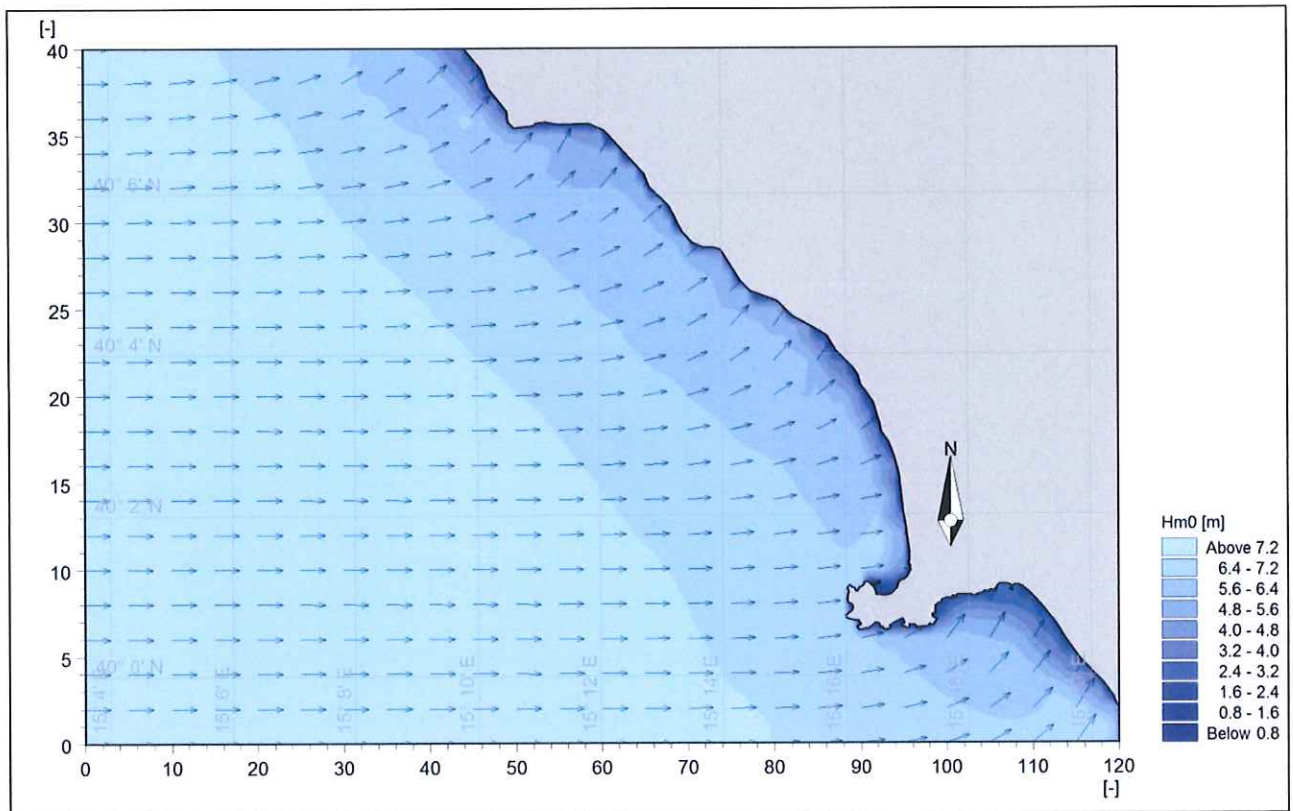 [-]
40
35
30
25
20
15
10
5
0
0 10 20 30 40 50 60 70 80 90 100 110 120
[-]
40° 6' N
40° 4' N
40° 2' N
40° 0' N
15° 4' E
15° 6' E
15° 8' E
15° 10' E
15° 12' E
15° 14' E
15° 16' E
15° 18' E
N
Hm0 [m]
Above 7.2
6.4 - 7.2
5.6 - 6.4
4.8 - 5.6
4.0 - 4.8
3.2 - 4.0
2.4 - 3.2
1.6 - 2.4
0.8 - 1.6
Below 0.8